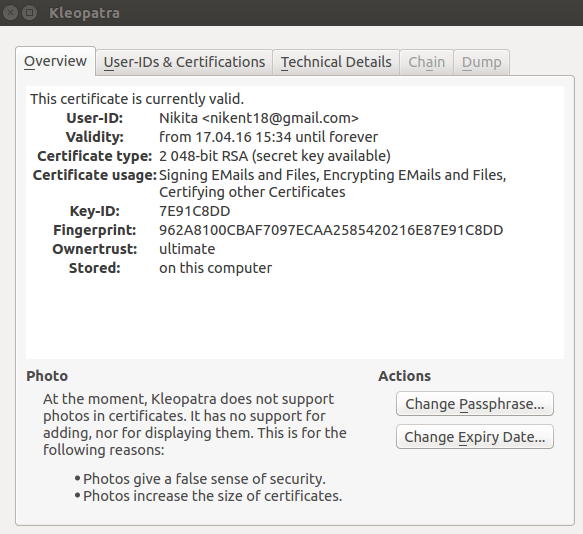 Kleopatra
Overview User-IDs & Certifications Technical Details Chain Dump
This certificate is currently valid.
User-ID: Nikita <nikent18@gmail.com>
Validity: from 17.04.16 15:34 until forever
Certificate type: 2 048-bit RSA (secret key available)
Certificate usage: Signing EMails and Files, Encrypting EMails and Files,
Certifying other Certificates
Key-ID: 7E91C8DD
Fingerprint: 962A8100CBAF7097ECAA2585420216E87E91C8DD
Ownertrust: ultimate
Stored: on this computer
Photo
At the moment, Kleopatra does not support
photos in certificates. It has no support for
adding, nor for displaying them. This is for the
following reasons:
• Photos give a false sense of security.
• Photos increase the size of certificates.
Actions
Change Passphrase...
Change Expiry Date...